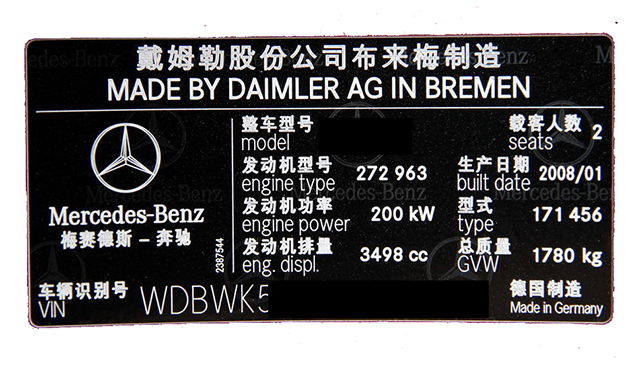 戴姆勒股份公司布来梅制造
MADE BY DAIMLER AG IN BREMEN
整车型号
model
载客人数 2
seats
发动机型号 272 963
engine type
生产日期 2008/01
built date
发动机功率 200 kW
engine power
型式 171 456
type
发动机排量 3498 cc
eng. displ.
总质量 1780 kg
GVW
Mercedes-Benz
梅赛德斯 – 奔驰
2387544
车辆识别号 WDBWK5
VIN
德国制造
Made in Germany